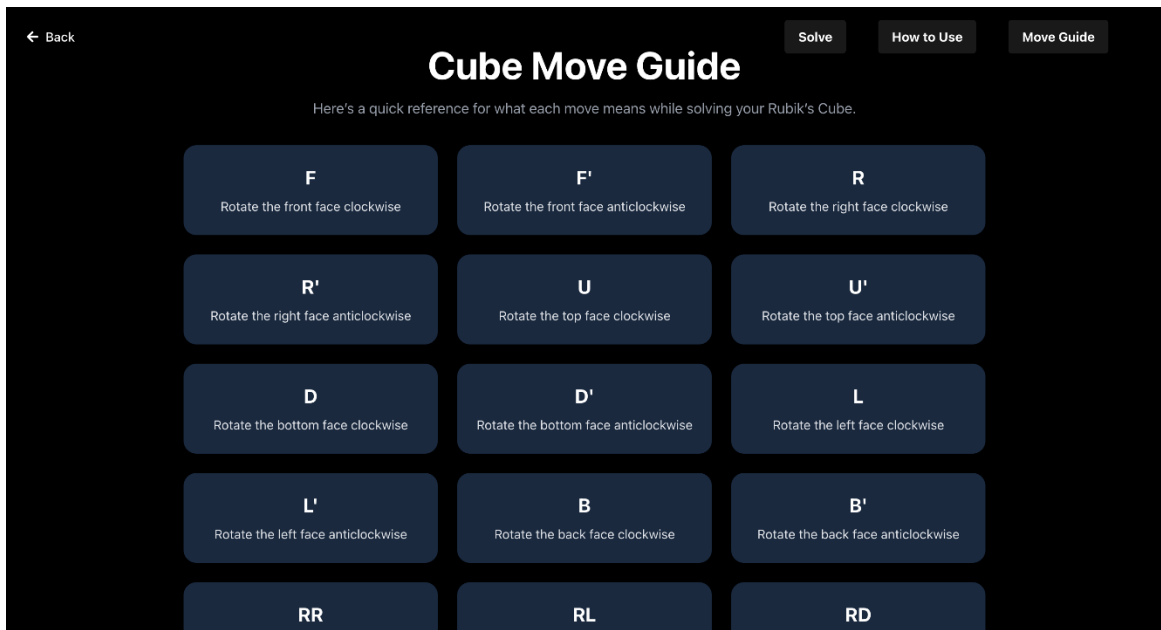 ← Back
Solve
How to Use
Move Guide
Cube Move Guide
Here's a quick reference for what each move means while solving your Rubik's Cube.
F
Rotate the front face clockwise
F'
Rotate the front face anticlockwise
R
Rotate the right face clockwise
R'
Rotate the right face anticlockwise
U
Rotate the top face clockwise
U'
Rotate the top face anticlockwise
D
Rotate the bottom face clockwise
D'
Rotate the bottom face anticlockwise
L
Rotate the left face clockwise
L'
Rotate the left face anticlockwise
B
Rotate the back face clockwise
B'
Rotate the back face anticlockwise
RR
RL
RD